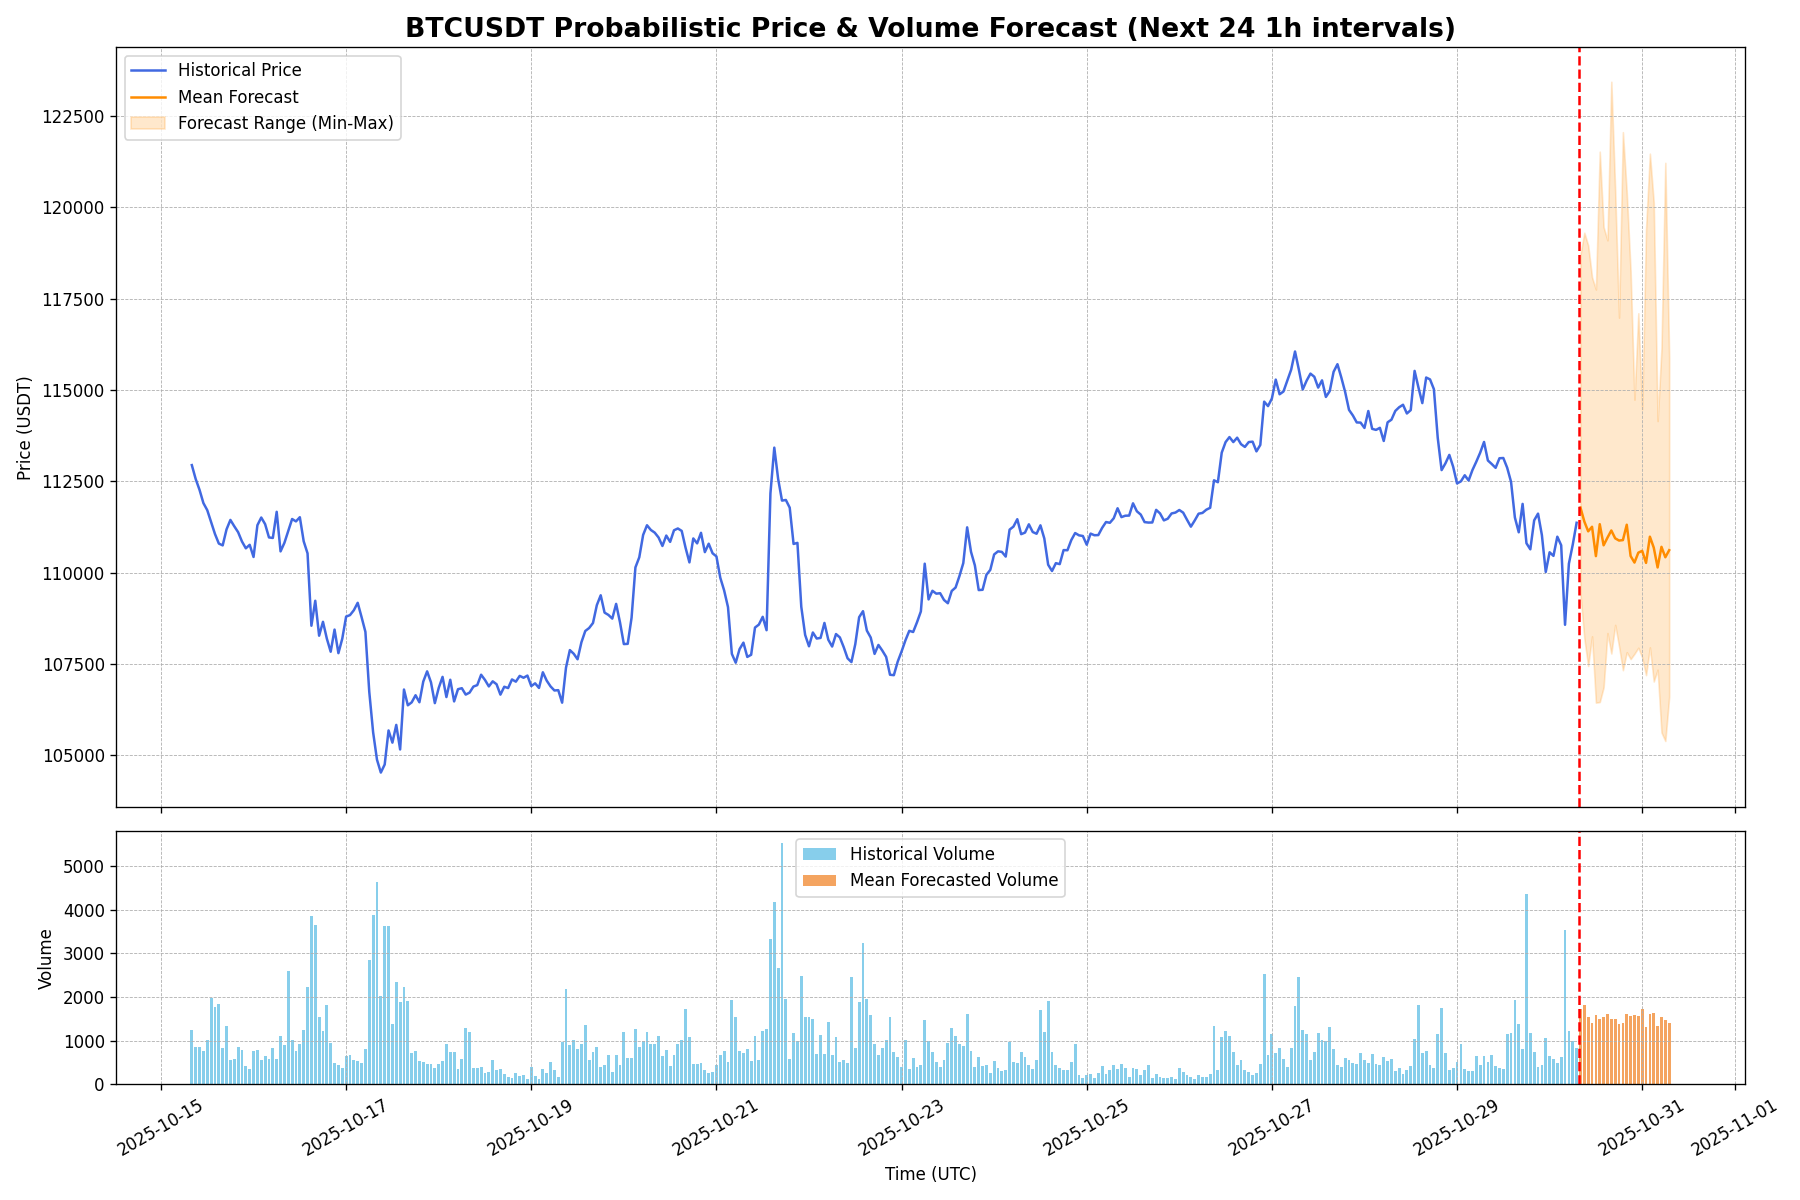 BTCUSDT Probabilistic Price & Volume Forecast (Next 24 1h intervals)
Historical Price
Mean Forecast
Forecast Range (Min-Max)
122500
120000
117500
115000
112500
110000
107500
105000
Price (USDT)
Historical Volume
Mean Forecasted Volume
5000
4000
3000
2000
1000
0
Volume
2025-10-15
2025-10-17
2025-10-19
2025-10-21
2025-10-23
2025-10-25
2025-10-27
2025-10-29
2025-10-31
2025-11-01
Time (UTC)